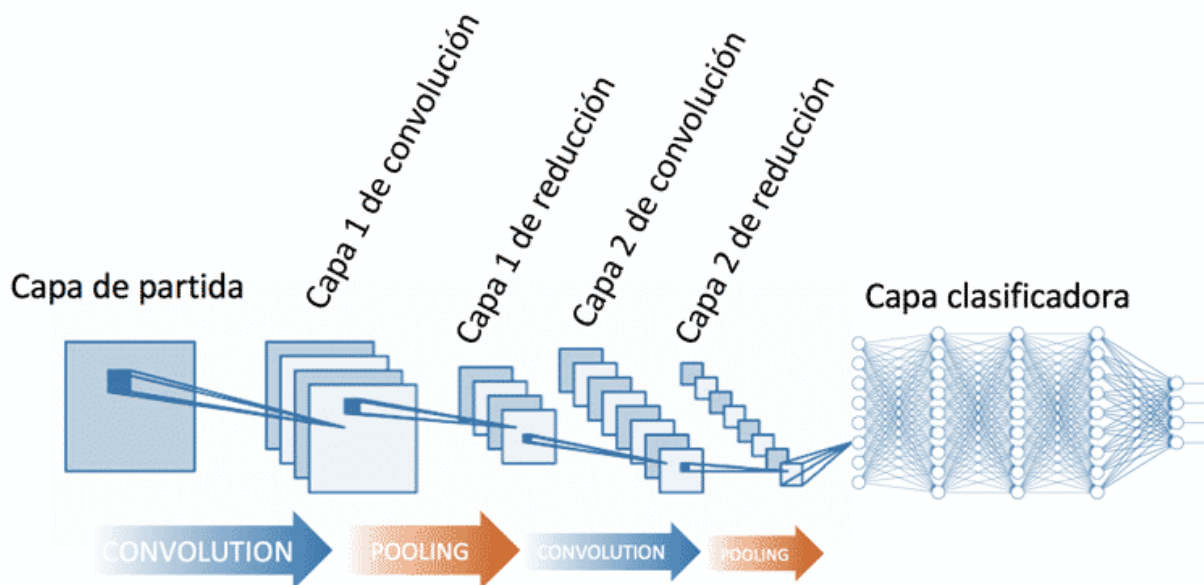 Capa de partida
Capa 1 de convolución
Capa 1 de reducción
Capa 2 de convolución
Capa 2 de reducción
Capa clasificadora
CONVOLUTION
POOLING
CONVOLUTION
POOLING